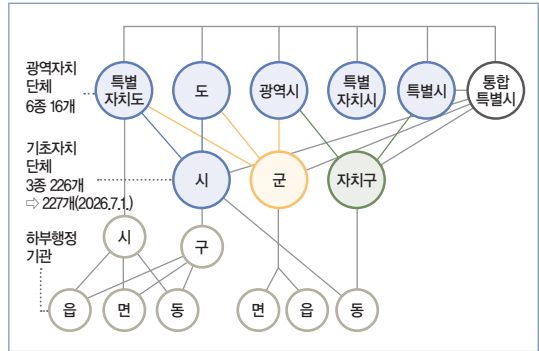 광역자치
단체
6종 16개
특별
자치도
도
광역시
특별
자치시
특별시
통합
특별시
기초자치
단체
3종 226개
⇨ 227개(2026.7.1.)
시
군
자치구
하부행정
기관
시
구
읍
면
동
면
읍
동